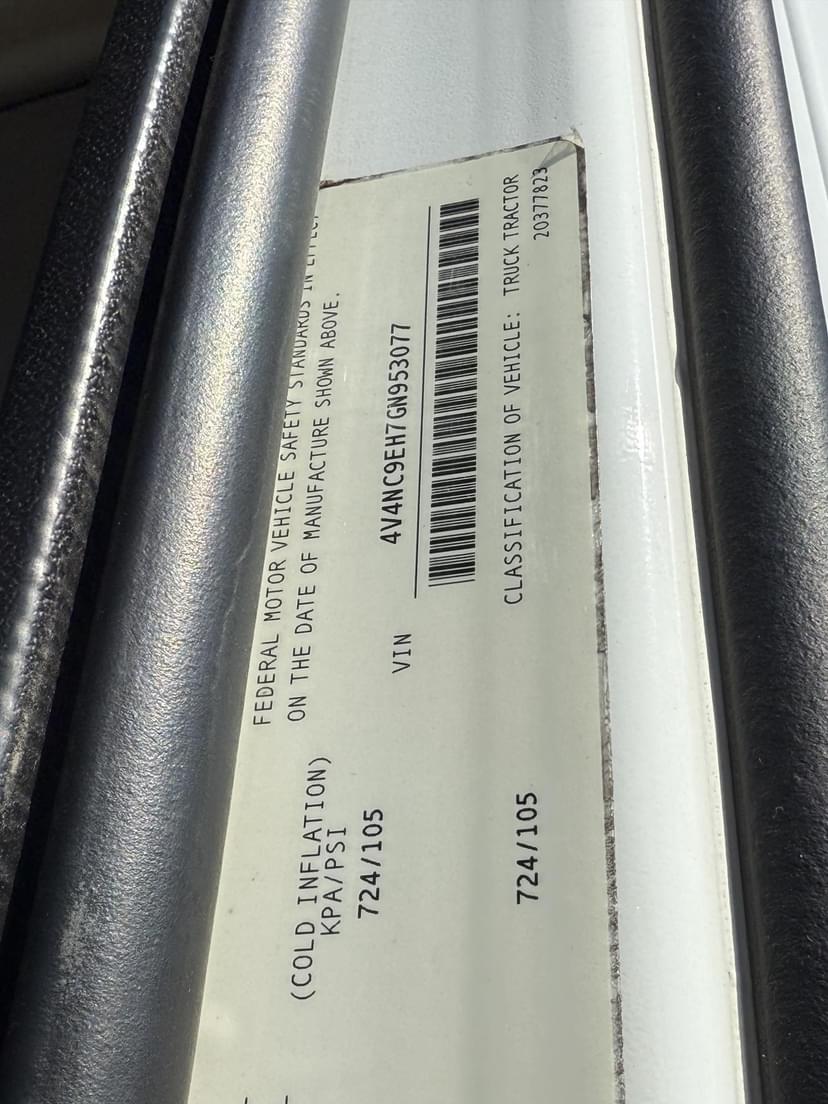 FEDERAL MOTOR VEHICLE SAFETY STANDARDS IN EFFECT
ON THE DATE OF MANUFACTURE SHOWN ABOVE.
(COLD INFLATION)
KPA/PSI
724/105
VIN 4V4NC9EH7GN953077
724/105
CLASSIFICATION OF VEHICLE: TRUCK TRACTOR
20377823